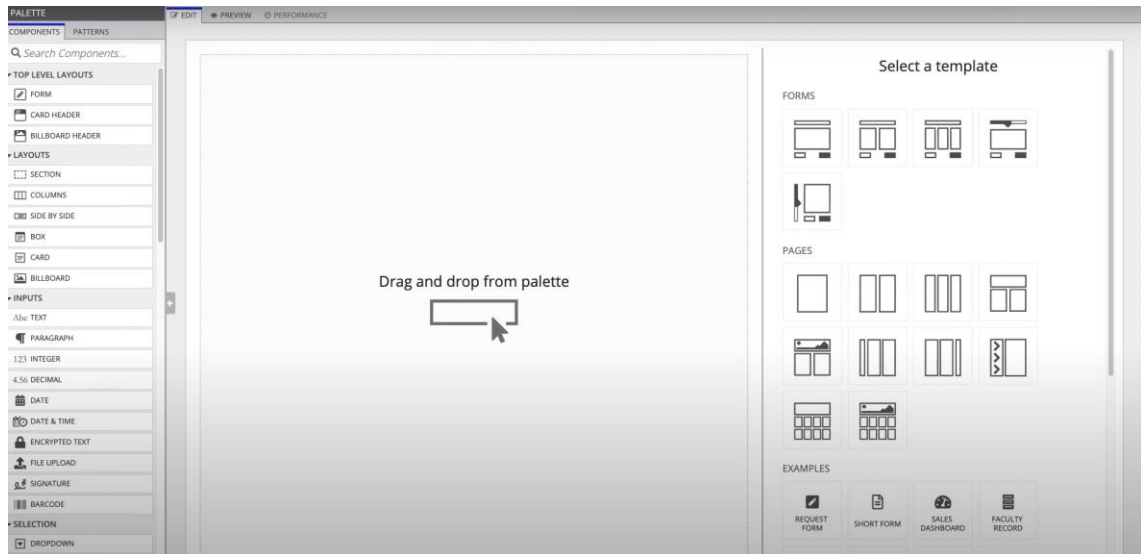 PALETTE
COMPONENTS PATTERNS
Search Components...
TOP LEVEL LAYOUTS
FORM
CARD HEADER
BILLBOARD HEADER
LAYOUTS
SECTION
COLUMNS
SIDE BY SIDE
BOX
CARD
BILLBOARD
INPUTS
Abc TEXT
PARAGRAPH
123 INTEGER
4.56 DECIMAL
DATE
DATE & TIME
ENCRYPTED TEXT
FILE UPLOAD
SIGNATURE
BARCODE
SELECTION
DROPDOWN
EDIT PREVIEW PERFORMANCE
Drag and drop from palette
Select a template
FORMS
PAGES
EXAMPLES
REQUEST
FORM
SHORT FORM
SALES
DASHBOARD
FACULTY
RECORD